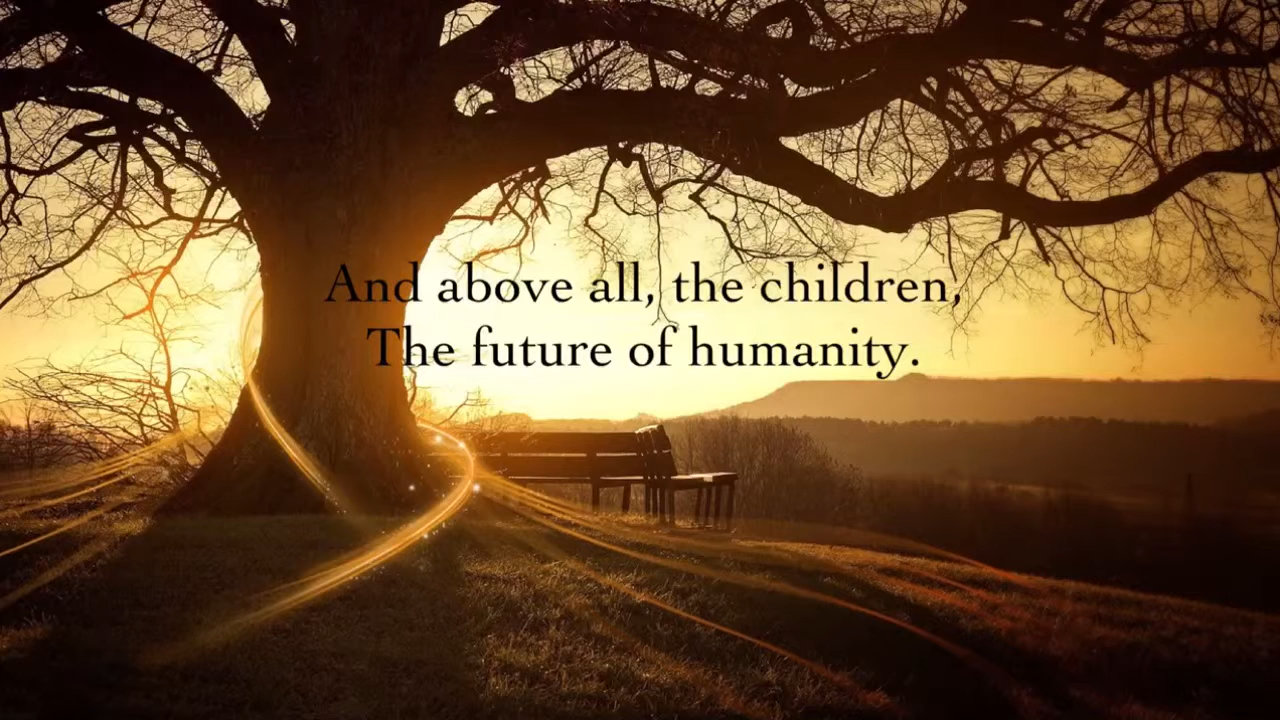 And above all, the children,
The future of humanity.